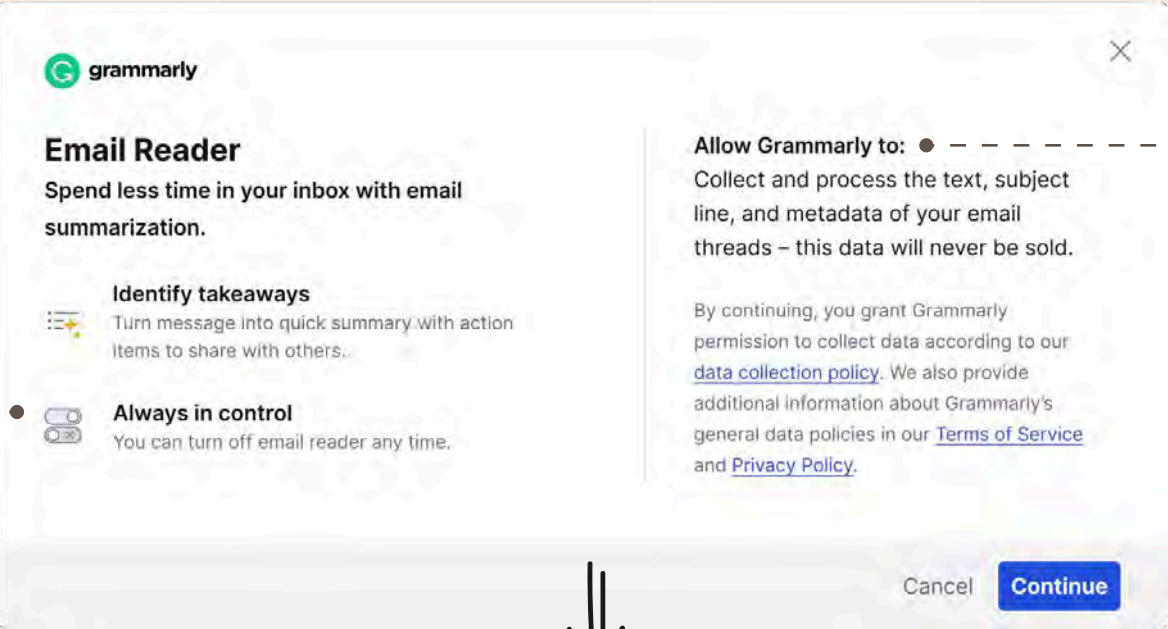 grammarly
Email Reader
Spend less time in your inbox with email
summarization.
Identify takeaways
Turn message into quick summary with action
items to share with others.
Always in control
You can turn off email reader any time.
Allow Grammarly to:
Collect and process the text, subject
line, and metadata of your email
threads – this data will never be sold.
By continuing, you grant Grammarly
permission to collect data according to our
data collection policy. We also provide
additional information about Grammarly's
general data policies in our Terms of Service
and Privacy Policy.
Cancel
Continue